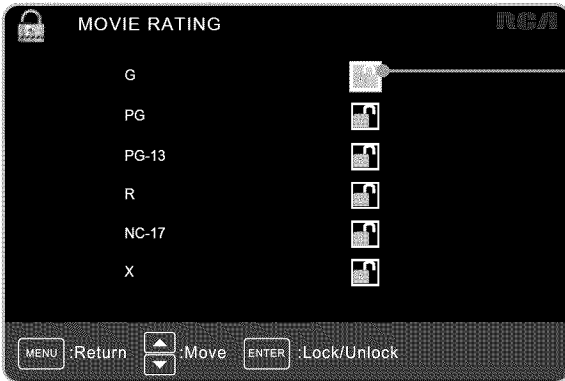 MOVIE RATING
RCA
G
PG
PG-13
R
NC-17
X
MENU :Return :Move ENTER :Lock/Unlock